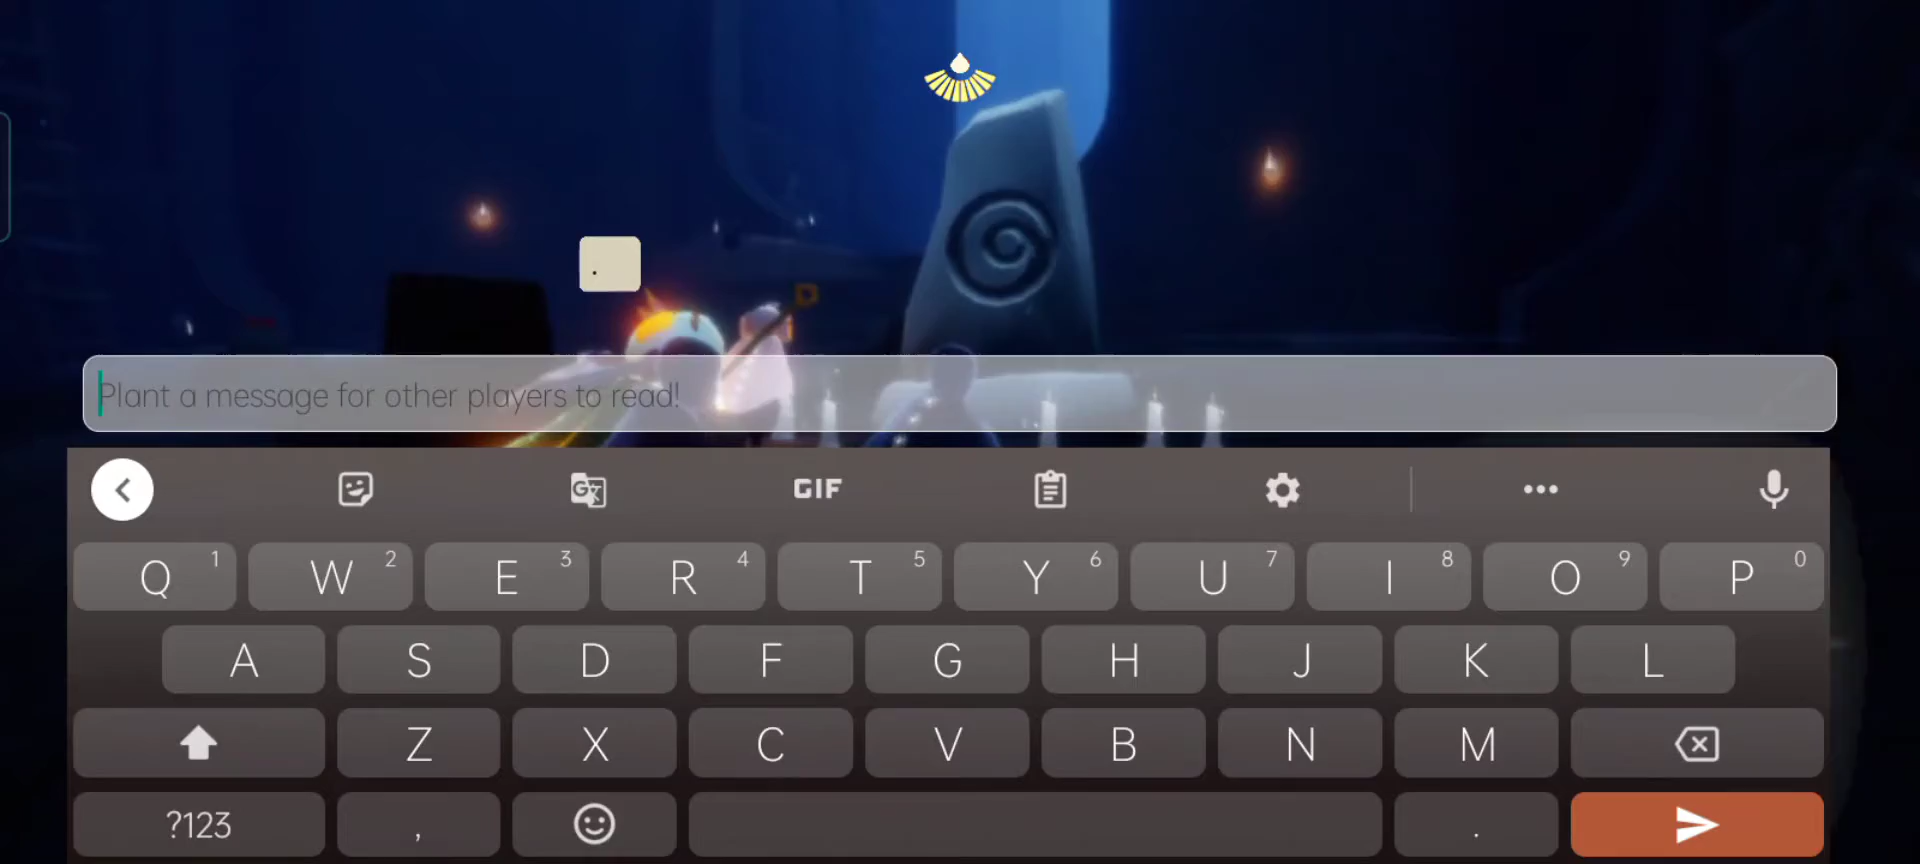 .
Plant a message for other players to read!
GIF
Q 1 W 2 E 3 R 4 T 5 Y 6 U 7 I 8 O 9 P 0
A S D F G H J K L
Z X C V B N M
?123 , .